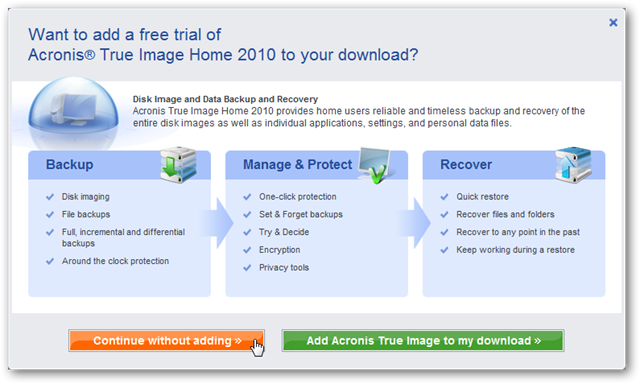 Want to add a free trial of
Acronis® True Image Home 2010 to your download?
Disk Image and Data Backup and Recovery
Acronis True Image Home 2010 provides home users reliable and timeless backup and recovery of the
entire disk images as well as individual applications, settings, and personal data files.
Backup
Disk imaging
File backups
Full, incremental and differential
backups
Around the clock protection
Manage & Protect
One-click protection
Set & Forget backups
Try & Decide
Encryption
Privacy tools
Recover
Quick restore
Recover files and folders
Recover to any point in the past
Keep working during a restore
Continue without adding »
Add Acronis True Image to my download »